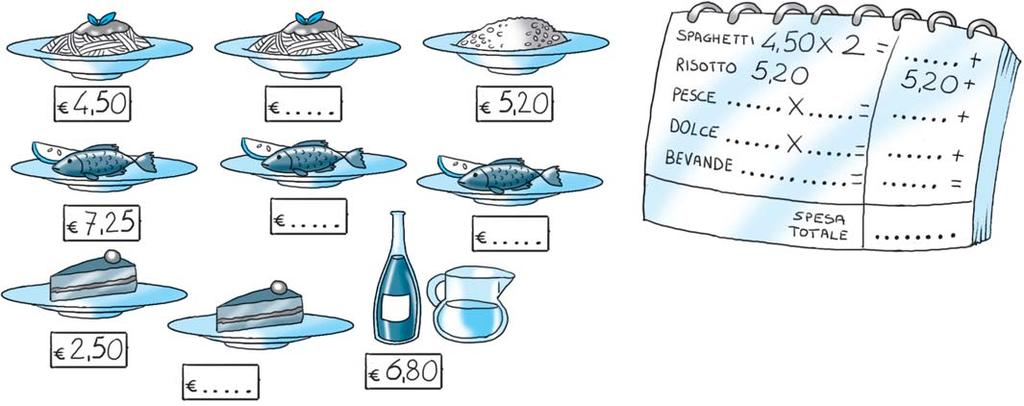 € 4,50
€ .....
€ 5,20
€ 7,25
€ .....
€ .....
€ 2,50
€ .....
€ 6,80
SPAGHETTI 4,50 X 2 = ...... +
RISOTTO 5,20 5,20 +
PESCE ...... X ..... = ...... +
DOLCE ...... X ..... = ...... +
BEVANDE ............ = ...... =
SPESA
TOTALE ........